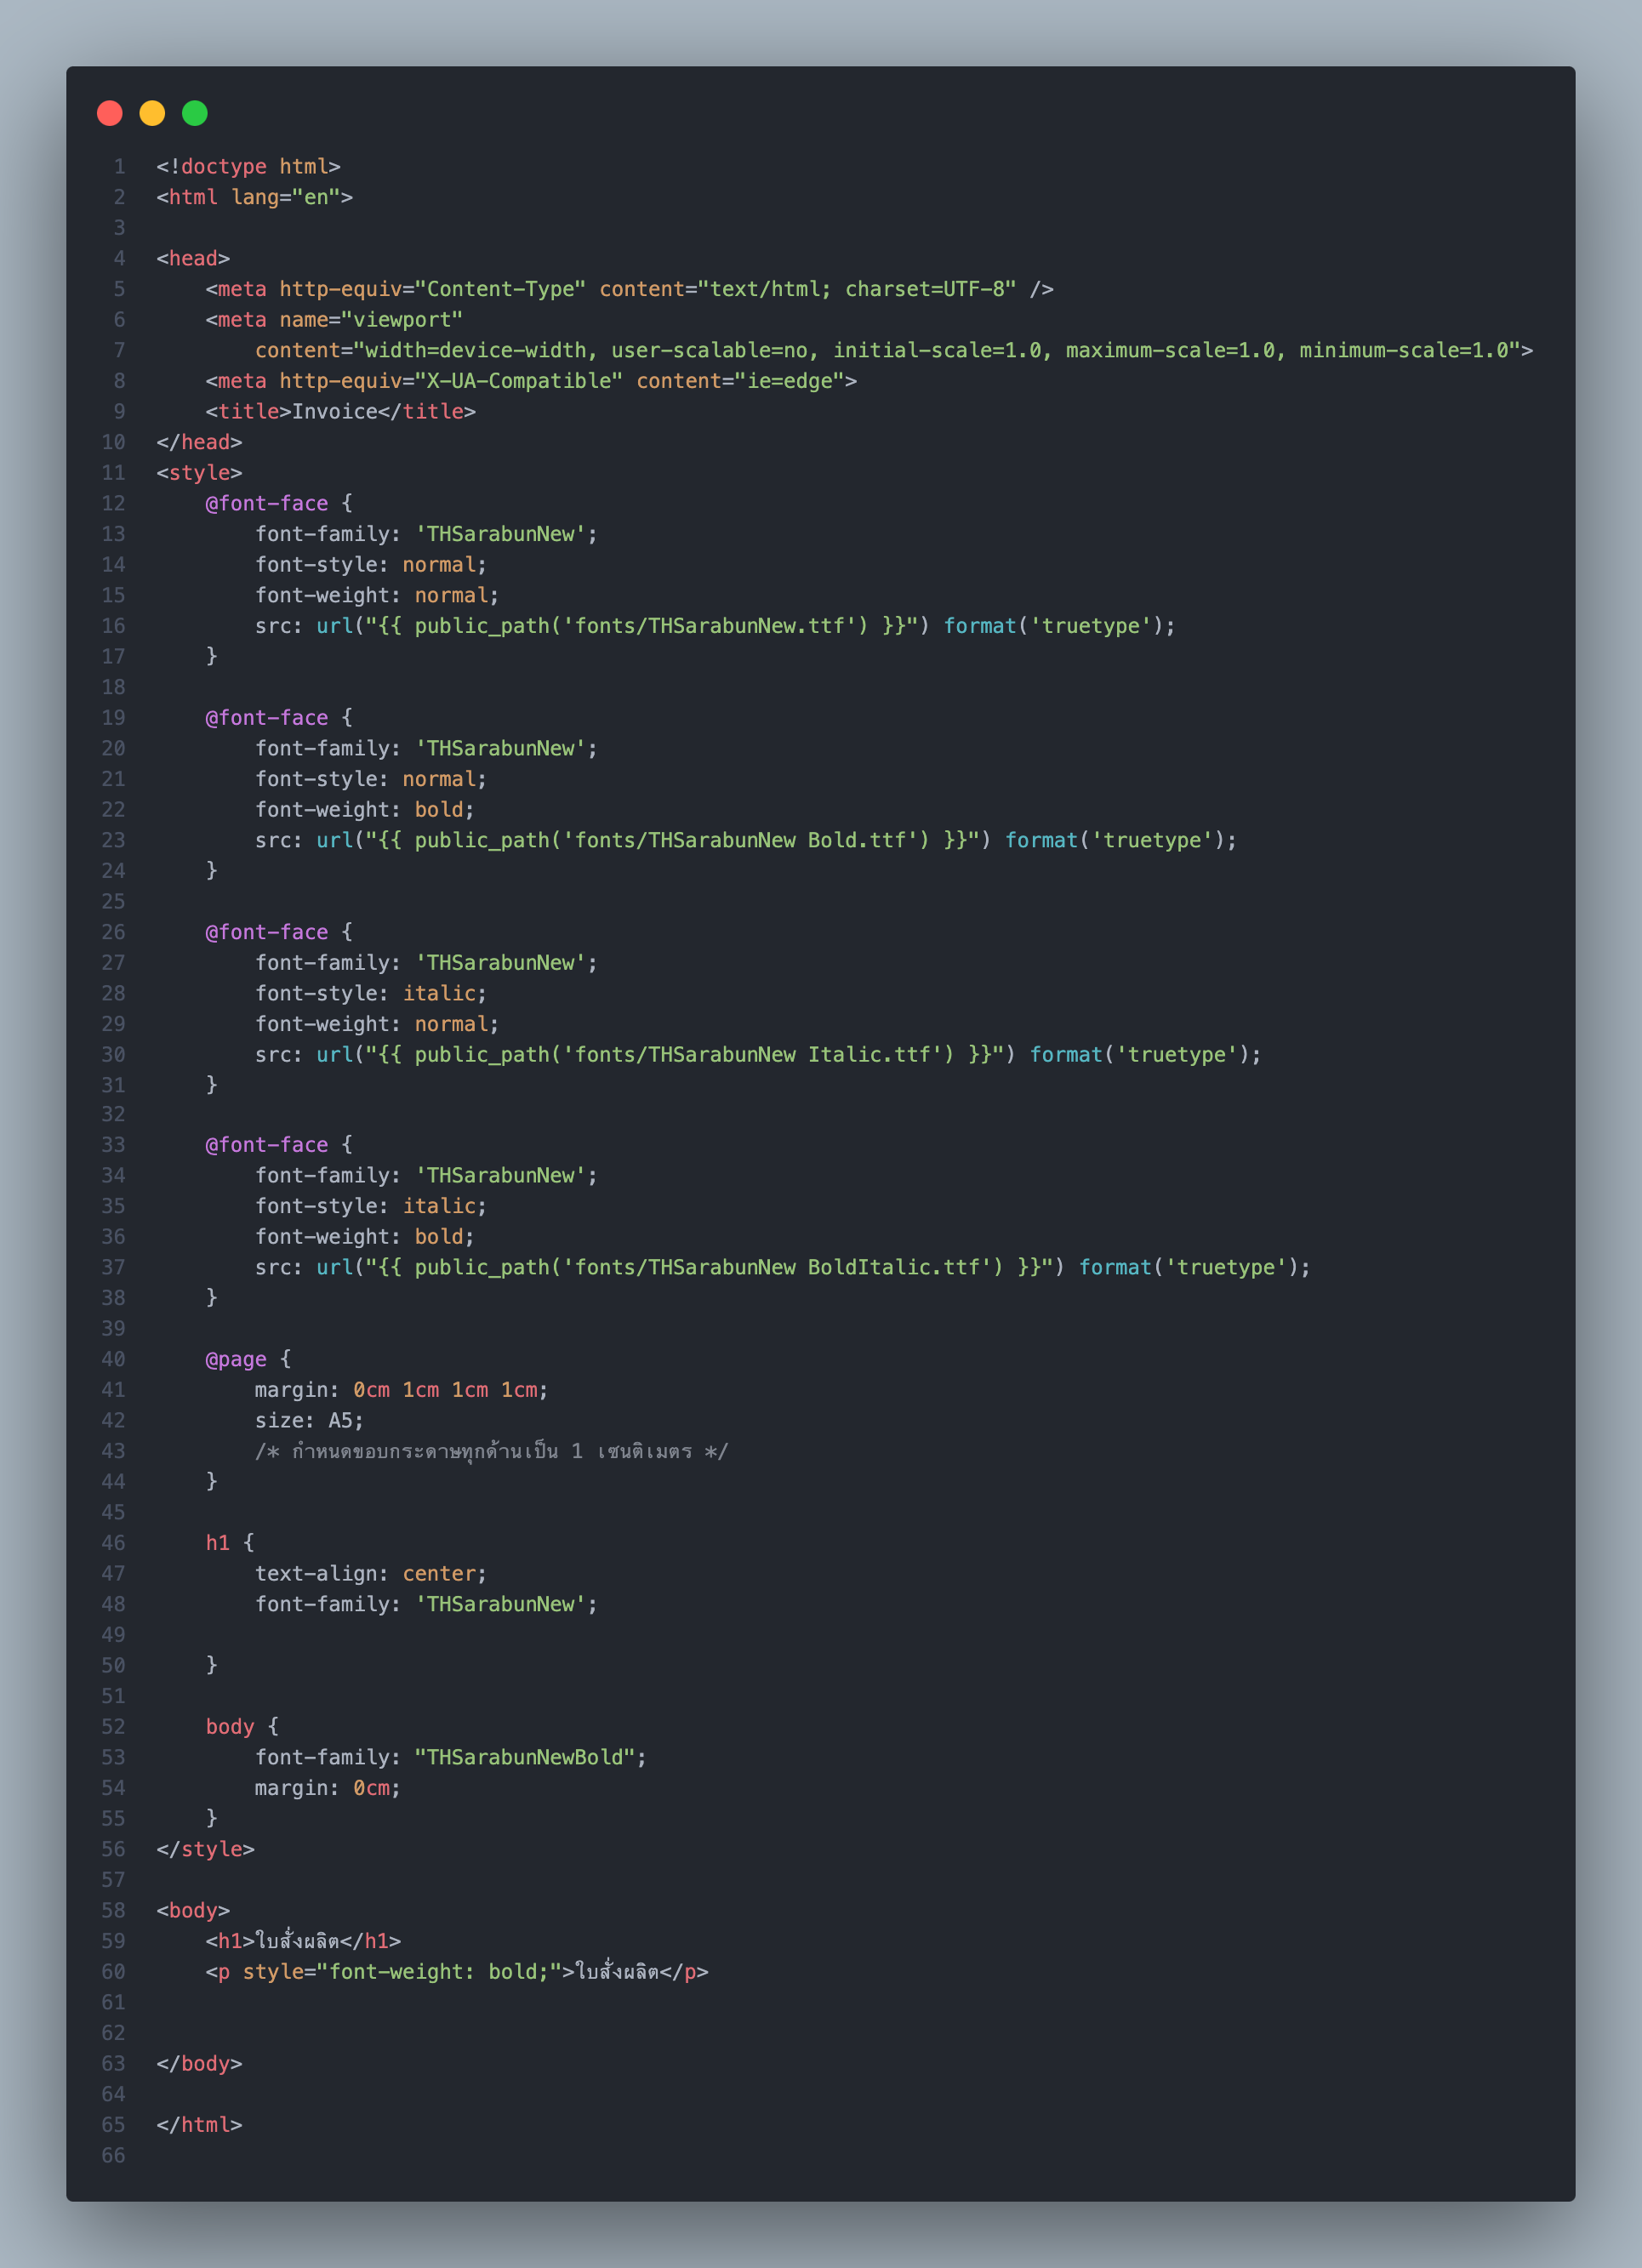 1 <!doctype html>
2 <html lang="en">
3
4 <head>
5     <meta http-equiv="Content-Type" content="text/html; charset=UTF-8" />
6     <meta name="viewport"
7         content="width=device-width, user-scalable=no, initial-scale=1.0, maximum-scale=1.0, minimum-scale=1.0">
8     <meta http-equiv="X-UA-Compatible" content="ie=edge">
9     <title>Invoice</title>
10 </head>
11 <style>
12     @font-face {
13         font-family: 'THSarabunNew';
14         font-style: normal;
15         font-weight: normal;
16         src: url("{{ public_path('fonts/THSarabunNew.ttf') }}") format('truetype');
17     }
18
19     @font-face {
20         font-family: 'THSarabunNew';
21         font-style: normal;
22         font-weight: bold;
23         src: url("{{ public_path('fonts/THSarabunNew Bold.ttf') }}") format('truetype');
24     }
25
26     @font-face {
27         font-family: 'THSarabunNew';
28         font-style: italic;
29         font-weight: normal;
30         src: url("{{ public_path('fonts/THSarabunNew Italic.ttf') }}") format('truetype');
31     }
32
33     @font-face {
34         font-family: 'THSarabunNew';
35         font-style: italic;
36         font-weight: bold;
37         src: url("{{ public_path('fonts/THSarabunNew BoldItalic.ttf') }}") format('truetype');
38     }
39
40     @page {
41         margin: 0cm 1cm 1cm 1cm;
42         size: A5;
43         /* กำหนดขอบกระดาษทุกด้านเป็น 1 เซนติเมตร */
44     }
45
46     h1 {
47         text-align: center;
48         font-family: 'THSarabunNew';
49
50     }
51
52     body {
53         font-family: "THSarabunNewBold";
54         margin: 0cm;
55     }
56 </style>
57
58 <body>
59     <h1>ใบสั่งผลิต</h1>
60     <p style="font-weight: bold;">ใบสั่งผลิต</p>
61
62
63 </body>
64
65 </html>
66